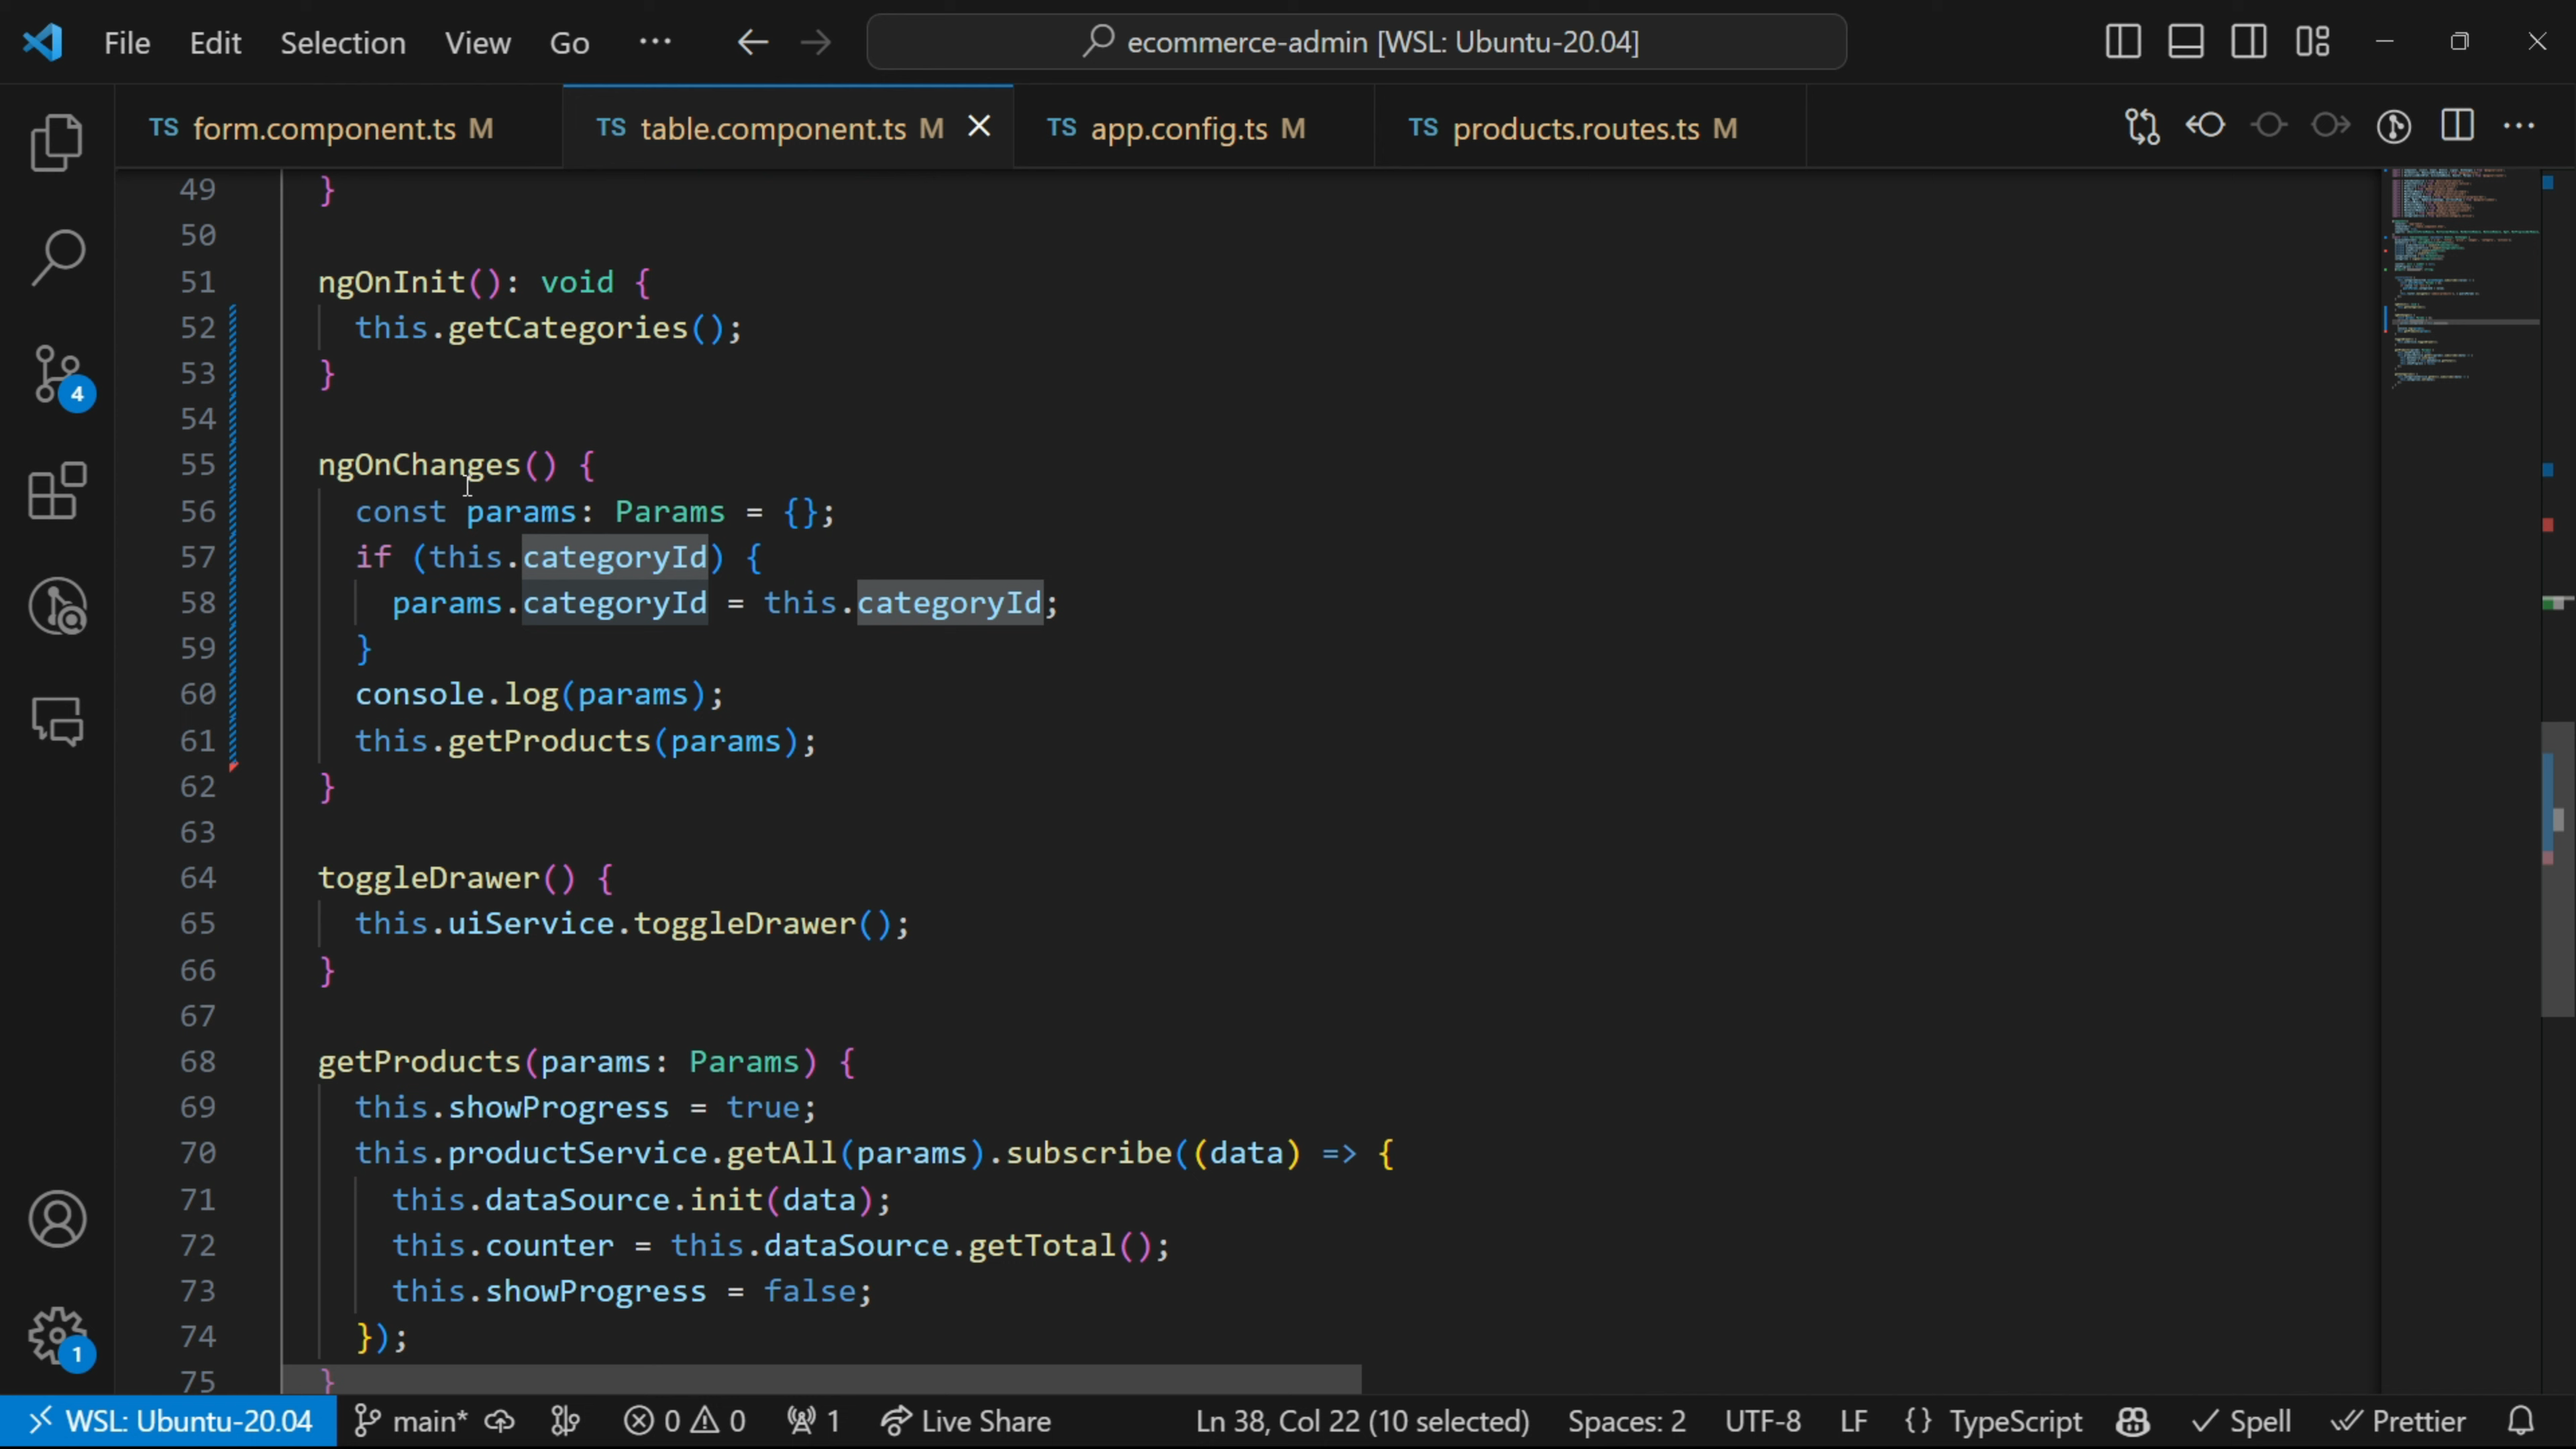 File Edit Selection View Go ··· ecommerce-admin [WSL: Ubuntu-20.04]
TS form.component.ts M TS table.component.ts M TS app.config.ts M TS products.routes.ts M
49 }
50
51 ngOnInit(): void {
52 this.getCategories();
53 }
54
55 ngOnChanges() {
56 const params: Params = {};
57 if (this.categoryId) {
58 params.categoryId = this.categoryId;
59 }
60 console.log(params);
61 this.getProducts(params);
62 }
63
64 toggleDrawer() {
65 this.uiService.toggleDrawer();
66 }
67
68 getProducts(params: Params) {
69 this.showProgress = true;
70 this.productService.getAll(params).subscribe((data) => {
71 this.dataSource.init(data);
72 this.counter = this.dataSource.getTotal();
73 this.showProgress = false;
74 });
75 }
4
1
WSL: Ubuntu-20.04 main* 0 0 1 Live Share Ln 38, Col 22 (10 selected) Spaces: 2 UTF-8 LF {} TypeScript Spell Prettier